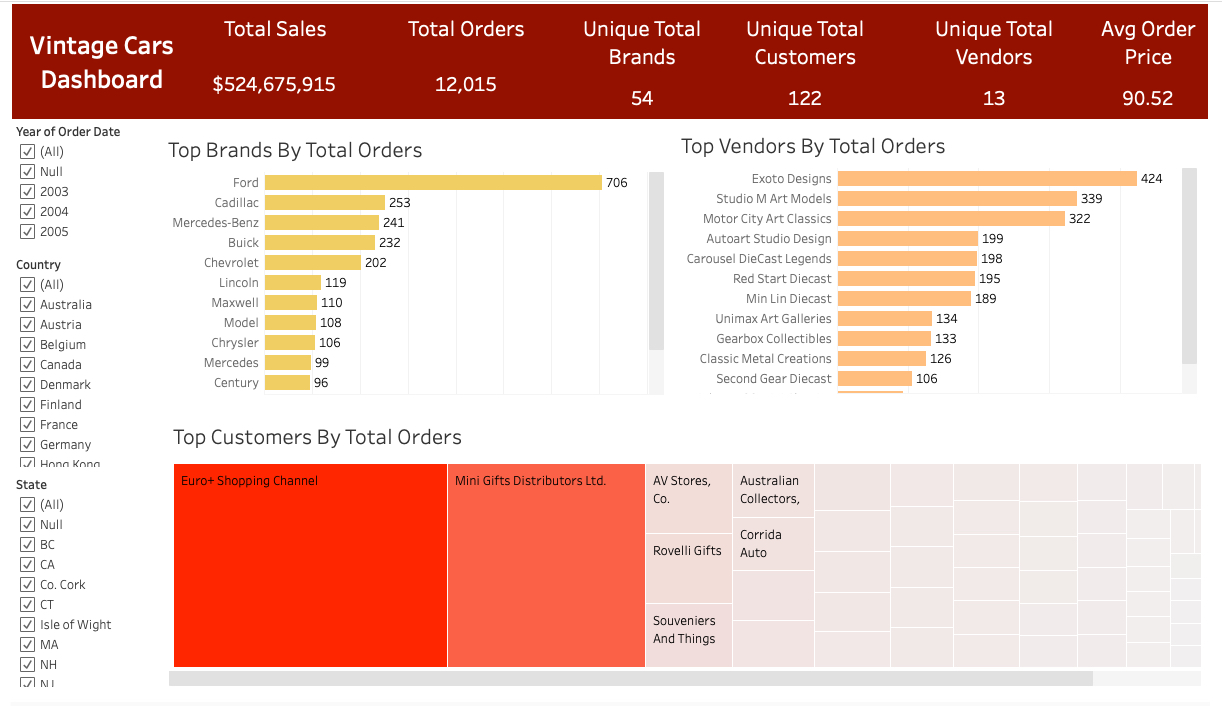 Vintage Cars
Dashboard
Total Sales
$524,675,915
Total Orders
12,015
Unique Total
Brands
54
Unique Total
Customers
122
Unique Total
Vendors
13
Avg Order
Price
90.52
Year of Order Date
(All)
Null
2003
2004
2005
Country
(All)
Australia
Austria
Belgium
Canada
Denmark
Finland
France
Germany
Hong Kong
State
(All)
Null
BC
CA
Co. Cork
CT
Isle of Wight
MA
NH
NJ
Top Brands By Total Orders
Ford 706
Cadillac 253
Mercedes-Benz 241
Buick 232
Chevrolet 202
Lincoln 119
Maxwell 110
Model 108
Chrysler 106
Mercedes 99
Century 96
Top Vendors By Total Orders
Exoto Designs 424
Studio M Art Models 339
Motor City Art Classics 322
Autoart Studio Design 199
Carousel DieCast Legends 198
Red Start Diecast 195
Min Lin Diecast 189
Unimax Art Galleries 134
Gearbox Collectibles 133
Classic Metal Creations 126
Second Gear Diecast 106
Top Customers By Total Orders
Euro+ Shopping Channel
Mini Gifts Distributors Ltd.
AV Stores,
Co.
Rovelli Gifts
Souveniers
And Things
Australian
Collectors,
Corrida
Auto